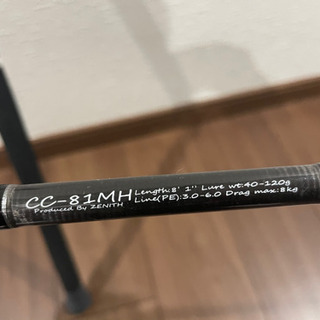 CC-81MH Length:8' 1'' Lure wt:40-120g
Produced By ZENITH Line(PE):3.0-6.0 Drag max:8kg